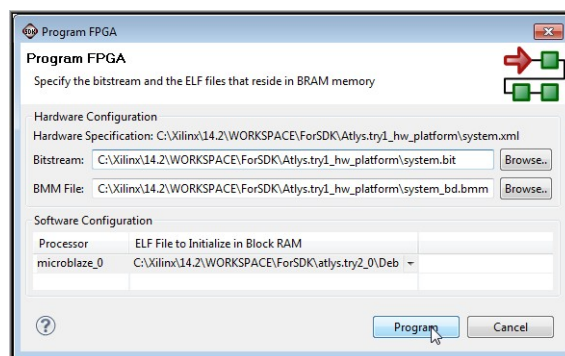 Program FPGA
Program FPGA
Specify the bitstream and the ELF files that reside in BRAM memory
Hardware Configuration
Hardware Specification: C:\Xilinx\14.2\WORKSPACE\ForSDK\Atlys.try1_hw_platform\system.xml
Bitstream: C:\Xilinx\14.2\WORKSPACE\ForSDK\Atlys.try1_hw_platform\system.bit Browse..
BMM File: C:\Xilinx\14.2\WORKSPACE\ForSDK\Atlys.try1_hw_platform\system_bd.bmm Browse..
Software Configuration
Processor ELF File to Initialize in Block RAM
microblaze_0 C:\Xilinx\14.2\WORKSPACE\ForSDK\atlys.try2_0\Deb
? Program Cancel